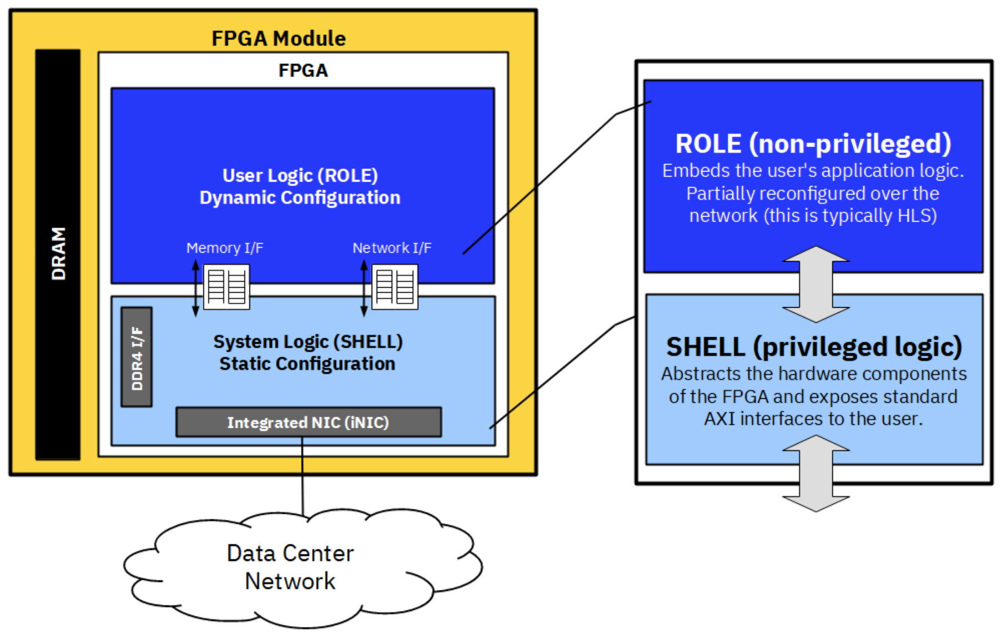 FPGA Module
FPGA
DRAM
User Logic (ROLE)
Dynamic Configuration
Memory I/F
Network I/F
DDR4 I/F
System Logic (SHELL)
Static Configuration
Integrated NIC (iNIC)
Data Center
Network
ROLE (non-privileged)
Embeds the user's application logic.
Partially reconfigured over the
network (this is typically HLS)
SHELL (privileged logic)
Abstracts the hardware components
of the FPGA and exposes standard
AXI interfaces to the user.